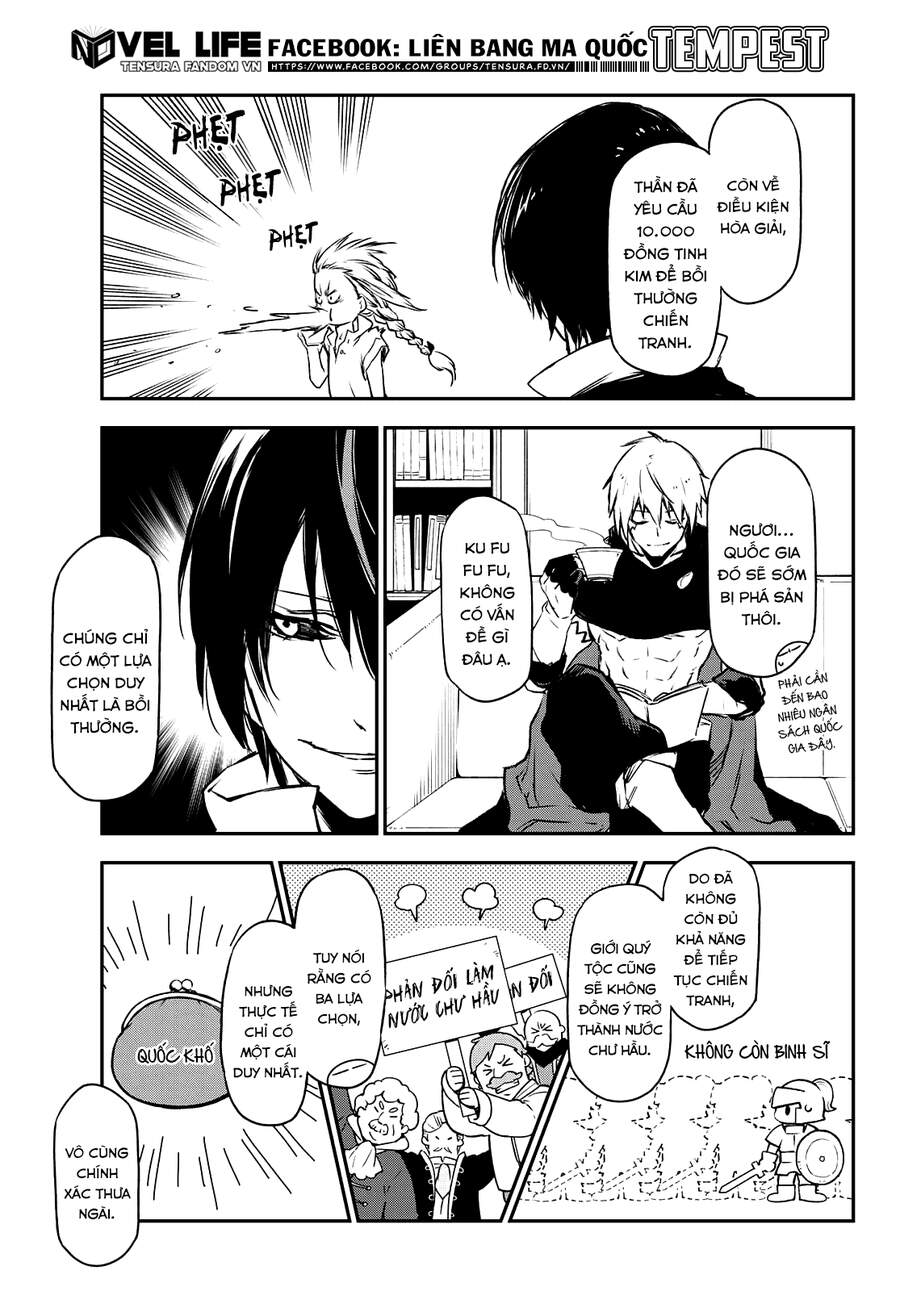 NOVEL LIFE
TENSURA FANDOM VN
FACEBOOK: LIÊN BANG MA QUỐC
HTTPS://WWW.FACEBOOK.COM/GROUPS/TENSURA.FD.VN/
TEMPEST
CÒN VỀ
ĐIỀU KIỆN
HÒA GIẢI,
THẦN ĐÃ
YÊU CẦU
10.000
ĐỒNG TINH
KIM ĐỂ BỒI
THƯỜNG
CHIẾN
TRANH.
PHẸT
PHẸT
PHẸT
NGƯƠI...
QUỐC GIA
ĐÓ SẼ SỚM
BỊ PHÁ SẢN
THÔI.
PHẢI CẦN
ĐẾN BAO
NHIÊU NGÂN
SÁCH QUỐC
GIA ĐÂY.
KU FU
FU FU,
KHÔNG
CÓ VẤN
ĐỀ GÌ
ĐÂU Ạ.
CHÚNG CHỈ
CÓ MỘT LỰA
CHỌN DUY
NHẤT LÀ BỒI
THƯỜNG.
DO ĐÃ
KHÔNG
CÒN ĐỦ
KHẢ NĂNG
ĐỂ TIẾP
TỤC CHIẾN
TRANH,
GIỚI QUÝ
TỘC CŨNG
SẼ KHÔNG
ĐỒNG Ý TRỞ
THÀNH NƯỚC
CHƯ HẦU.
KHÔNG CÒN BINH SĨ
PHẢN ĐỐI LÀM
NƯỚC CHƯ HẦU
N ĐỐI
TUY NÓI
RẰNG CÓ
BA LỰA CHỌN,
NHƯNG
THỰC TẾ
CHỈ CÓ
MỘT CÁI
DUY NHẤT.
QUỐC KHỐ
VÔ CÙNG
CHÍNH
XÁC THƯA
NGÀI.